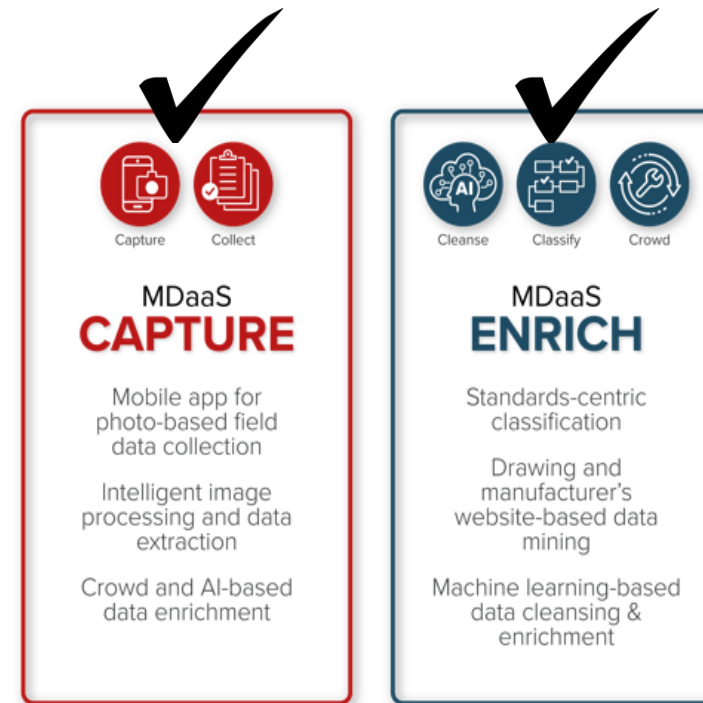 Capture
Collect
MDaaS
CAPTURE
Mobile app for
photo-based field
data collection
Intelligent image
processing and data
extraction
Crowd and AI-based
data enrichment
AI
Cleanse
Classify
Crowd
MDaaS
ENRICH
Standards-centric
classification
Drawing and
manufacturer's
website-based data
mining
Machine learning-based
data cleansing &
enrichment